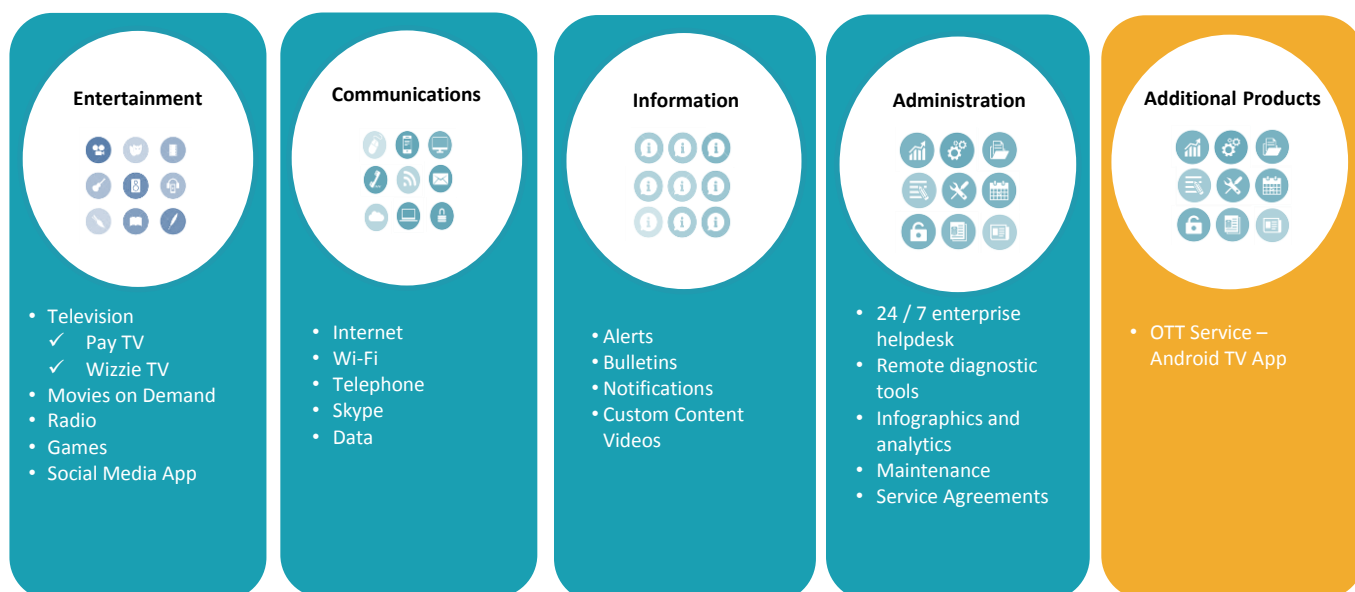 Entertainment
• Television
✓ Pay TV
✓ Wizzie TV
• Movies on Demand
• Radio
• Games
• Social Media App
Communications
• Internet
• Wi-Fi
• Telephone
• Skype
• Data
Information
• Alerts
• Bulletins
• Notifications
• Custom Content
Videos
Administration
• 24 / 7 enterprise
helpdesk
• Remote diagnostic
tools
• Infographics and
analytics
• Maintenance
• Service Agreements
Additional Products
• OTT Service –
Android TV App